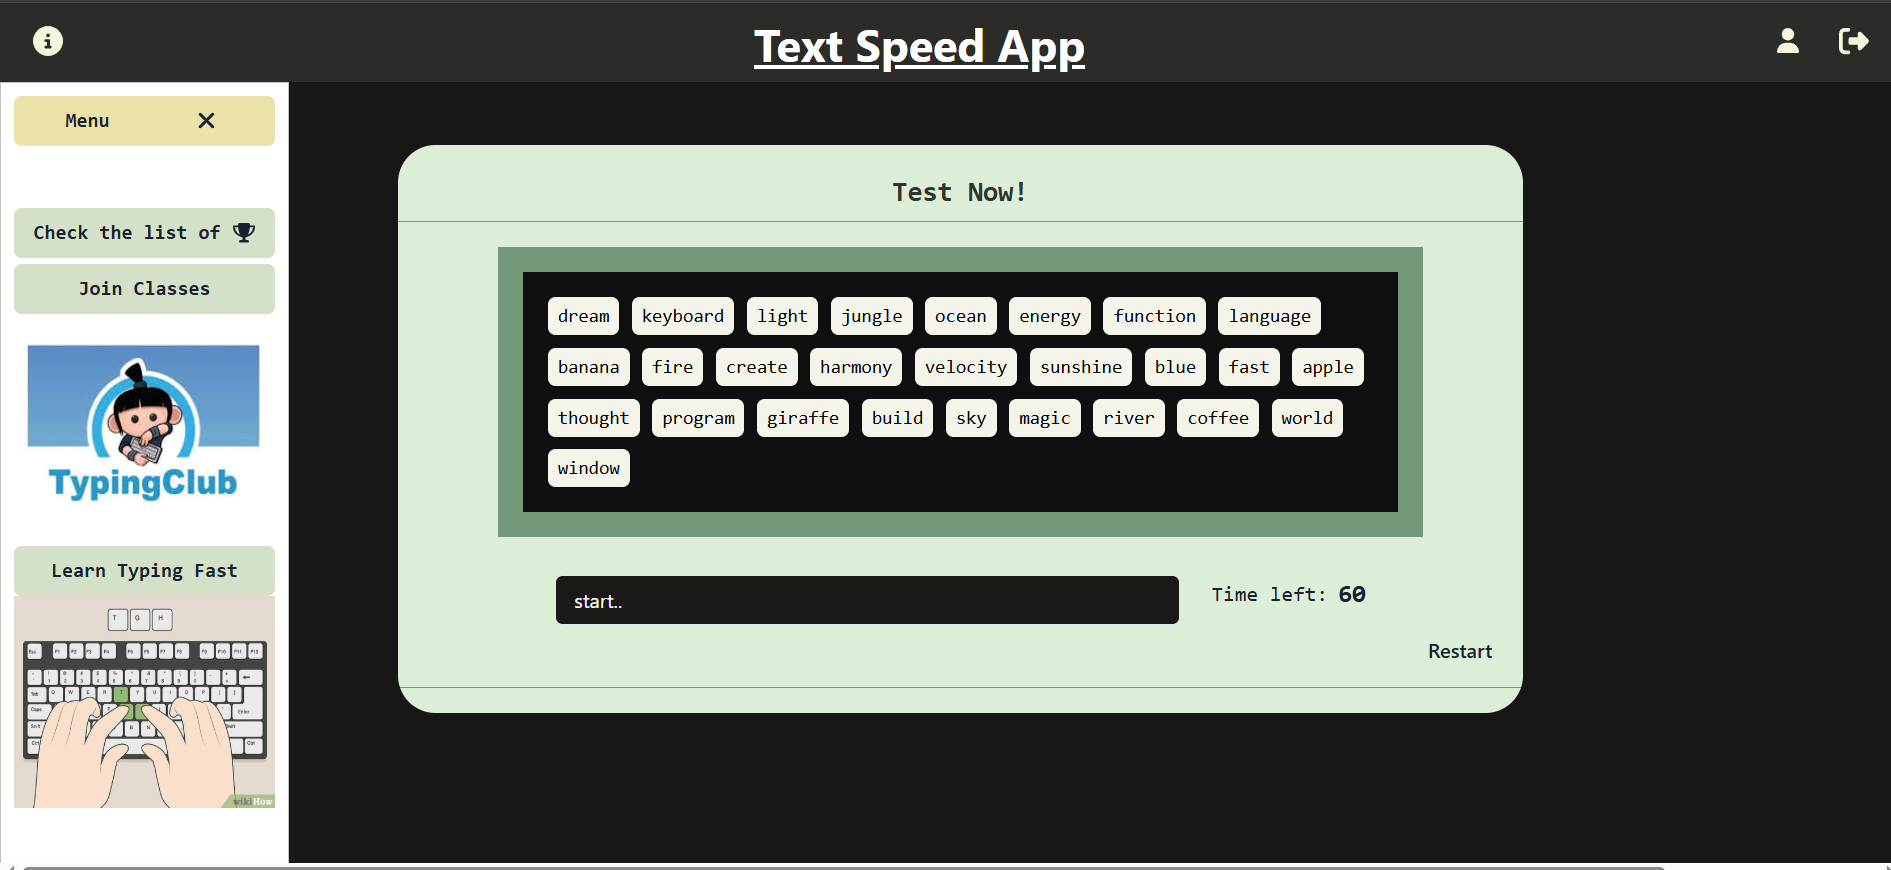 Text Speed App
Menu
Check the list of
Join Classes
TypingClub
Learn Typing Fast
T G H
wikiHow
Test Now!
dream keyboard light jungle ocean energy function language
banana fire create harmony velocity sunshine blue fast apple
thought program giraffe build sky magic river coffee world
window
start..
Time left: 60
Restart